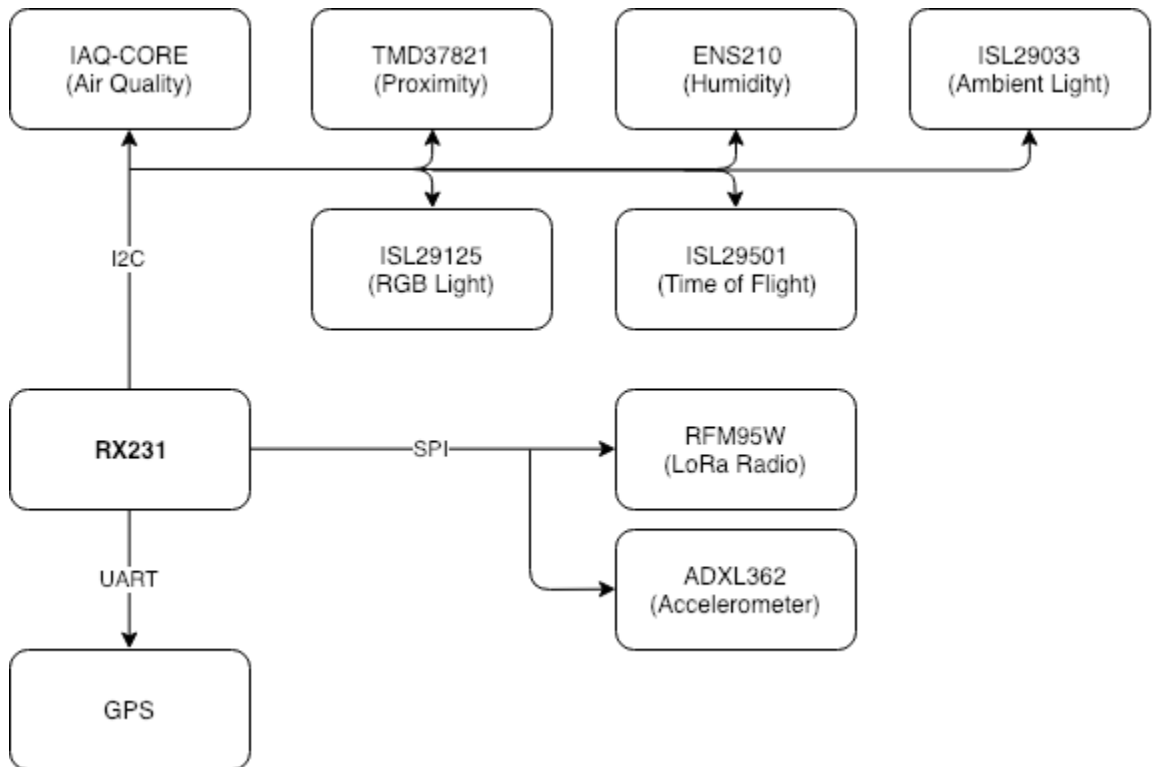 IAQ-CORE
(Air Quality)
TMD37821
(Proximity)
ENS210
(Humidity)
ISL29033
(Ambient Light)
ISL29125
(RGB Light)
ISL29501
(Time of Flight)
I2C
RX231
SPI
RFM95W
(LoRa Radio)
ADXL362
(Accelerometer)
UART
GPS